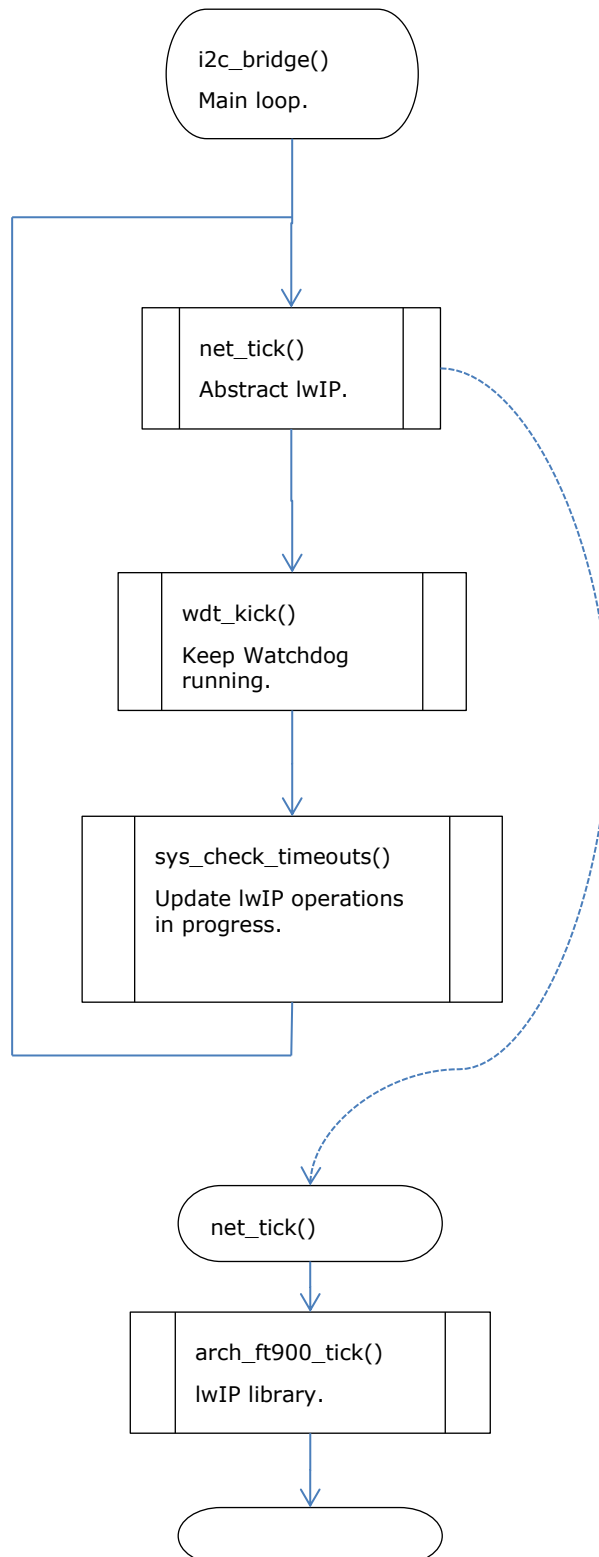 i2c_bridge()
Main loop.
net_tick()
Abstract lwIP.
wdt_kick()
Keep Watchdog
running.
sys_check_timeouts()
Update lwIP operations
in progress.
net_tick()
arch_ft900_tick()
lwIP library.